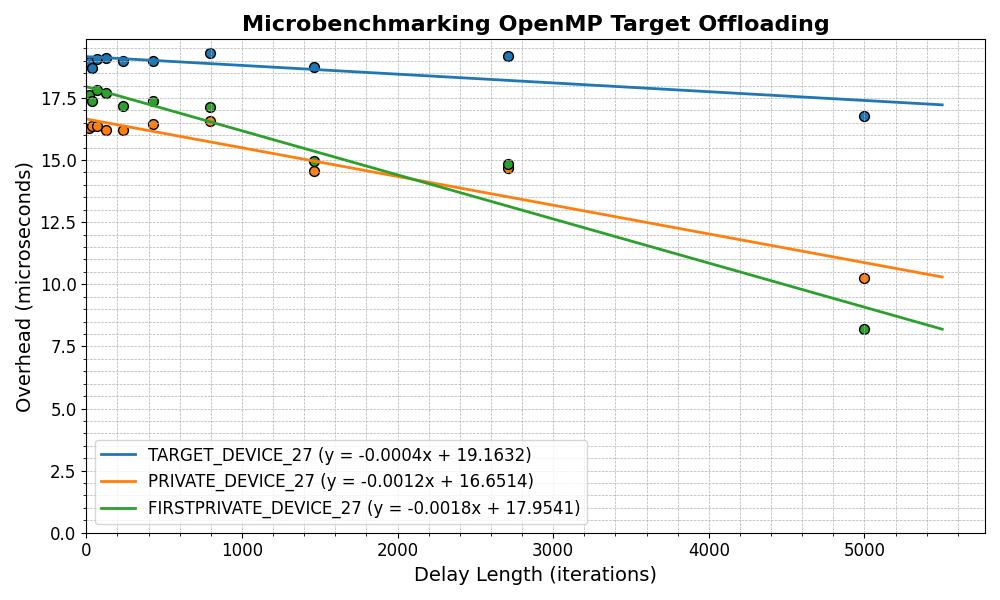 Microbenchmarking OpenMP Target Offloading
Overhead (microseconds)
17.5
15.0
12.5
10.0
7.5
5.0
2.5
0.0
TARGET_DEVICE_27 (y = -0.0004x + 19.1632)
PRIVATE_DEVICE_27 (y = -0.0012x + 16.6514)
FIRSTPRIVATE_DEVICE_27 (y = -0.0018x + 17.9541)
0 1000 2000 3000 4000 5000
Delay Length (iterations)